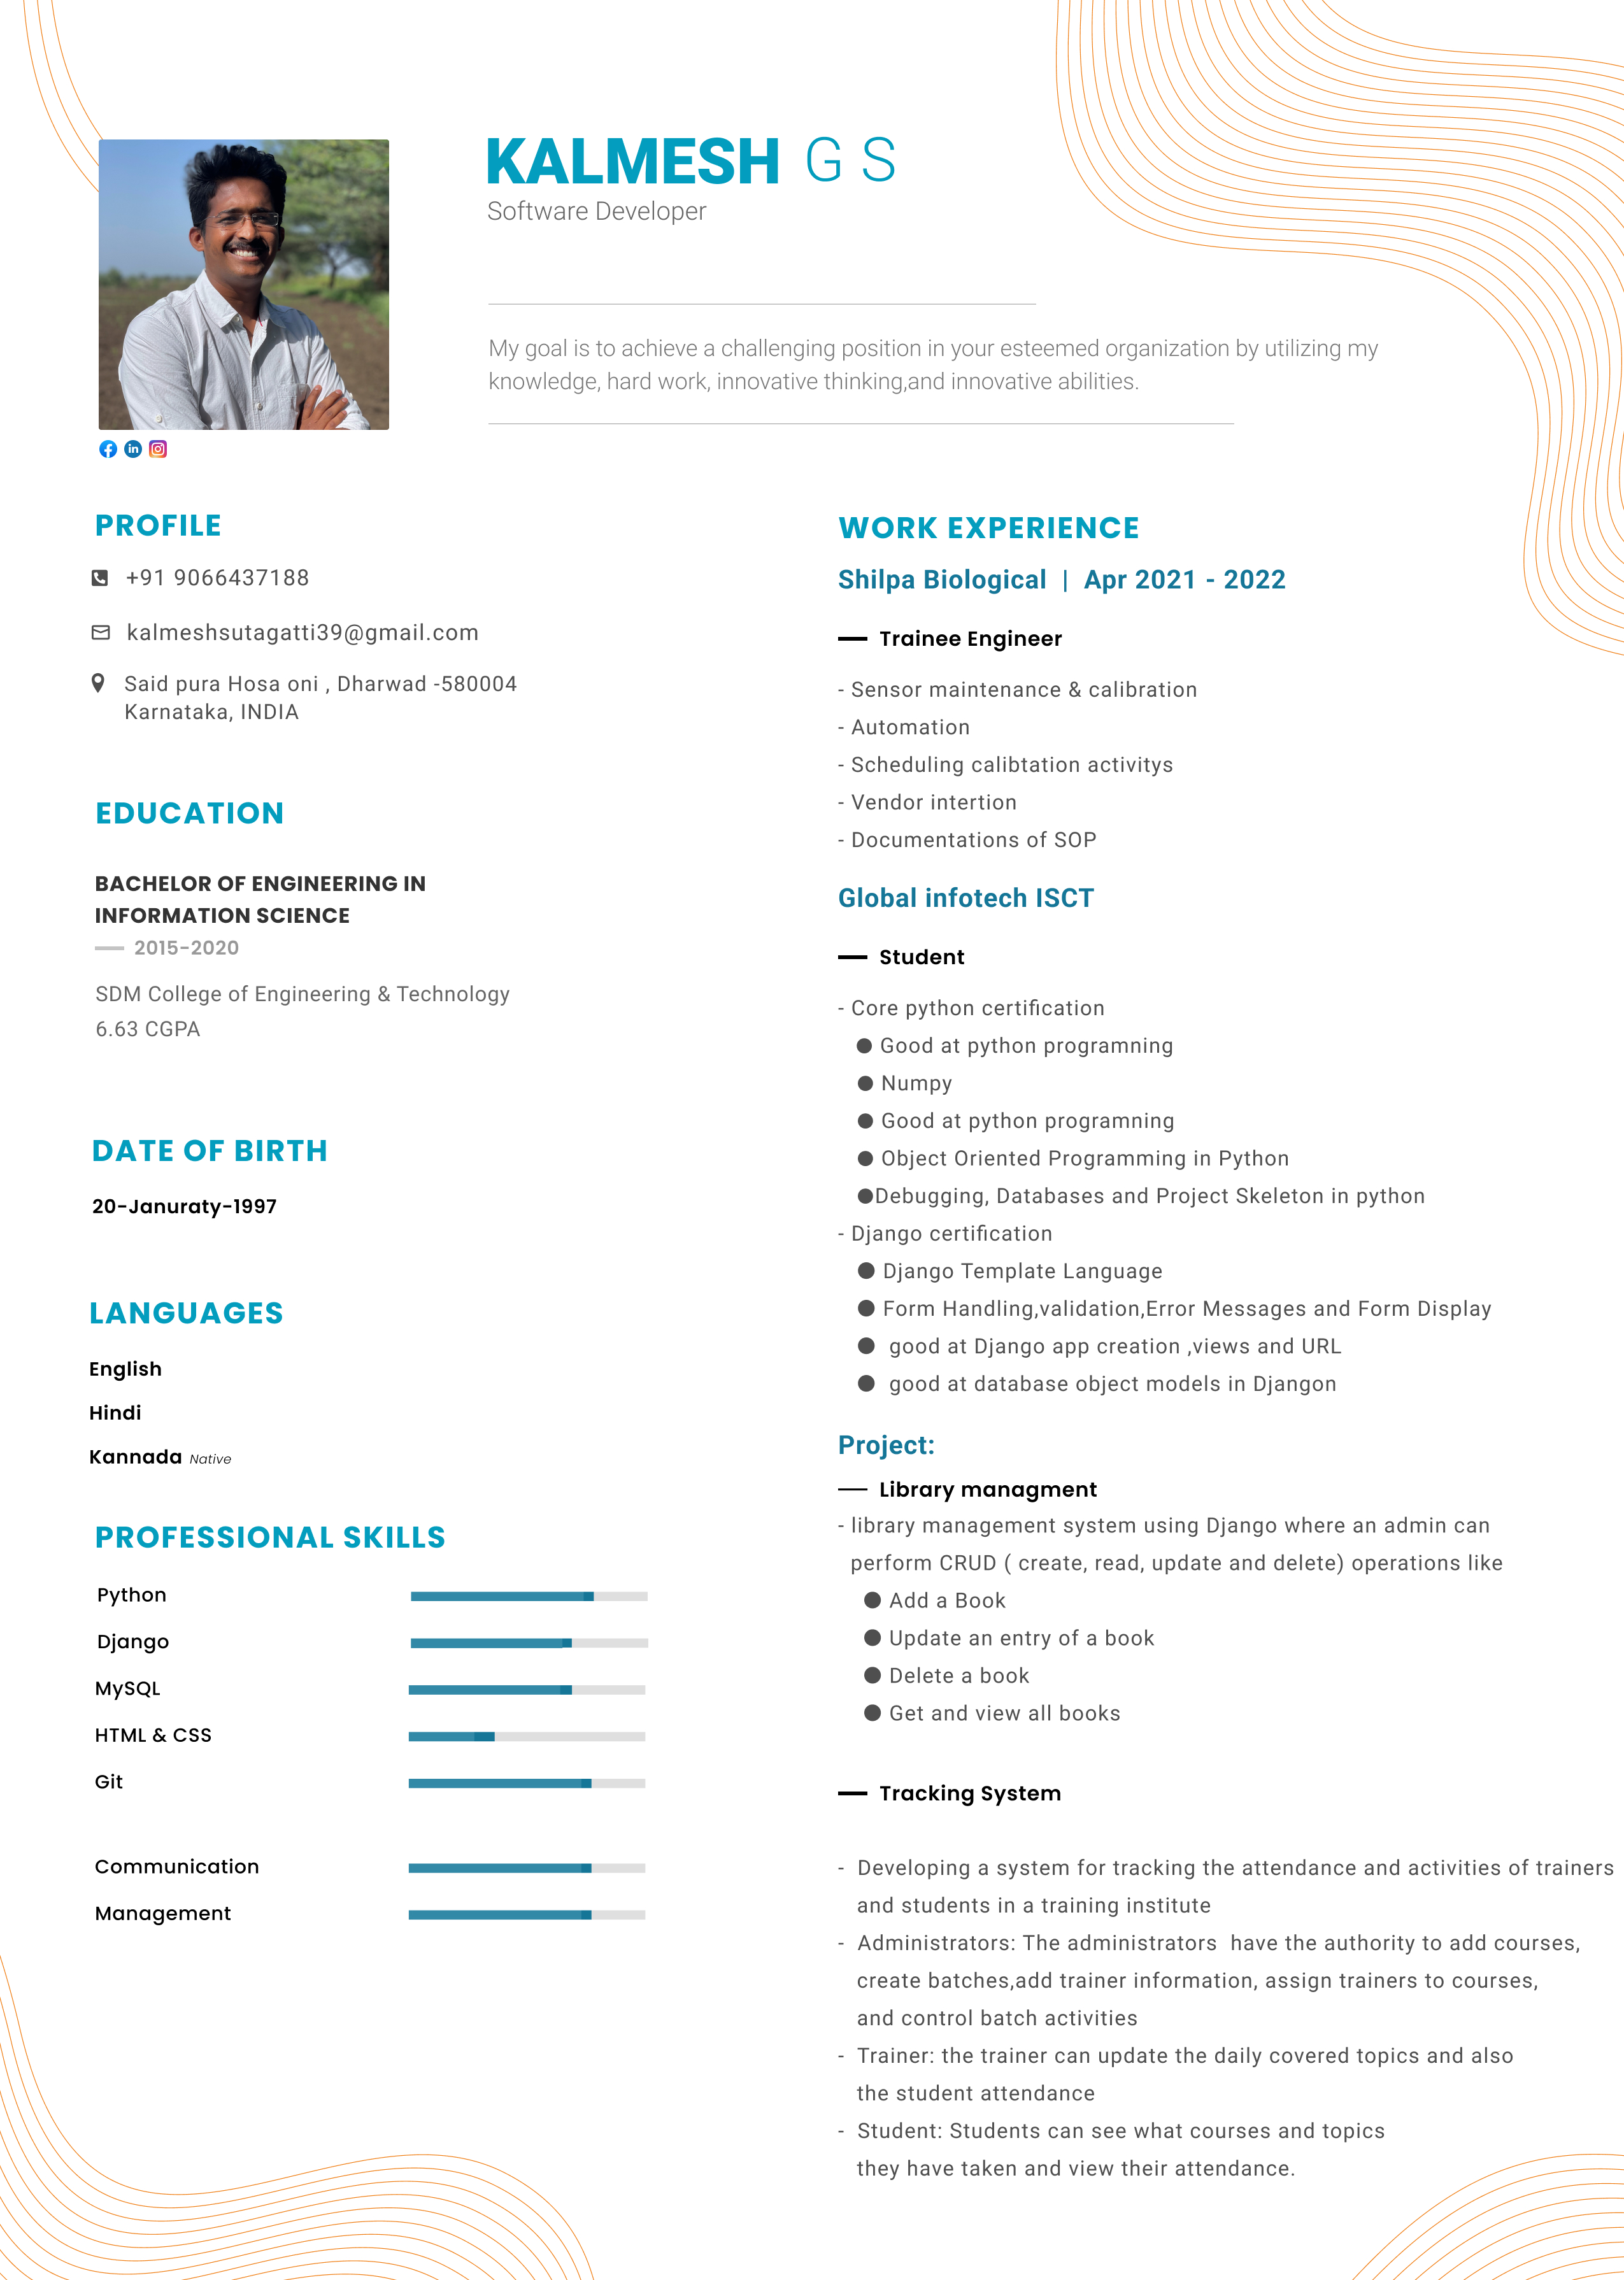 KALMESH G S
Software Developer
My goal is to achieve a challenging position in your esteemed organization by utilizing my
knowledge, hard work, innovative thinking,and innovative abilities.
PROFILE
+91 9066437188
kalmeshsutagatti39@gmail.com
Said pura Hosa oni , Dharwad -580004
Karnataka, INDIA
EDUCATION
BACHELOR OF ENGINEERING IN
INFORMATION SCIENCE
2015-2020
SDM College of Engineering & Technology
6.63 CGPA
DATE OF BIRTH
20-Januraty-1997
LANGUAGES
English
Hindi
Kannada Native
PROFESSIONAL SKILLS
Python
Django
MySQL
HTML & CSS
Git
Communication
Management
WORK EXPERIENCE
Shilpa Biological | Apr 2021 - 2022
Trainee Engineer
- Sensor maintenance & calibration
- Automation
- Scheduling calibtation activitys
- Vendor intertion
- Documentations of SOP
Global infotech ISCT
Student
- Core python certification
● Good at python programning
● Numpy
● Good at python programning
● Object Oriented Programming in Python
●Debugging, Databases and Project Skeleton in python
- Django certification
● Django Template Language
● Form Handling,validation,Error Messages and Form Display
● good at Django app creation ,views and URL
● good at database object models in Djangon
Project:
Library managment
- library management system using Django where an admin can
perform CRUD ( create, read, update and delete) operations like
● Add a Book
● Update an entry of a book
● Delete a book
● Get and view all books
Tracking System
- Developing a system for tracking the attendance and activities of trainers
and students in a training institute
- Administrators: The administrators have the authority to add courses,
create batches,add trainer information, assign trainers to courses,
and control batch activities
- Trainer: the trainer can update the daily covered topics and also
the student attendance
- Student: Students can see what courses and topics
they have taken and view their attendance.